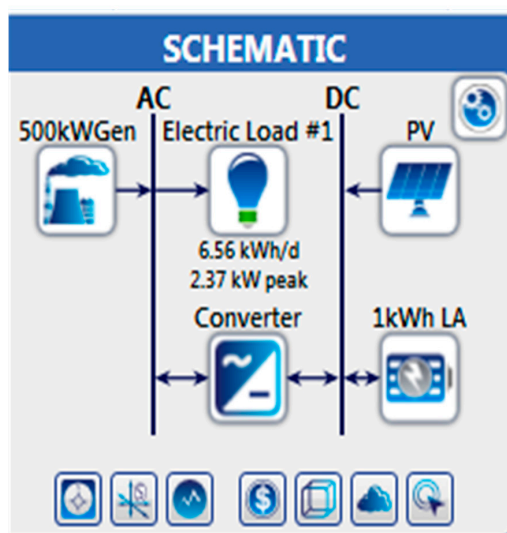 SCHEMATIC
AC DC
500kWGen Electric Load #1 PV
6.56 kWh/d
2.37 kW peak
Converter 1kWh LA